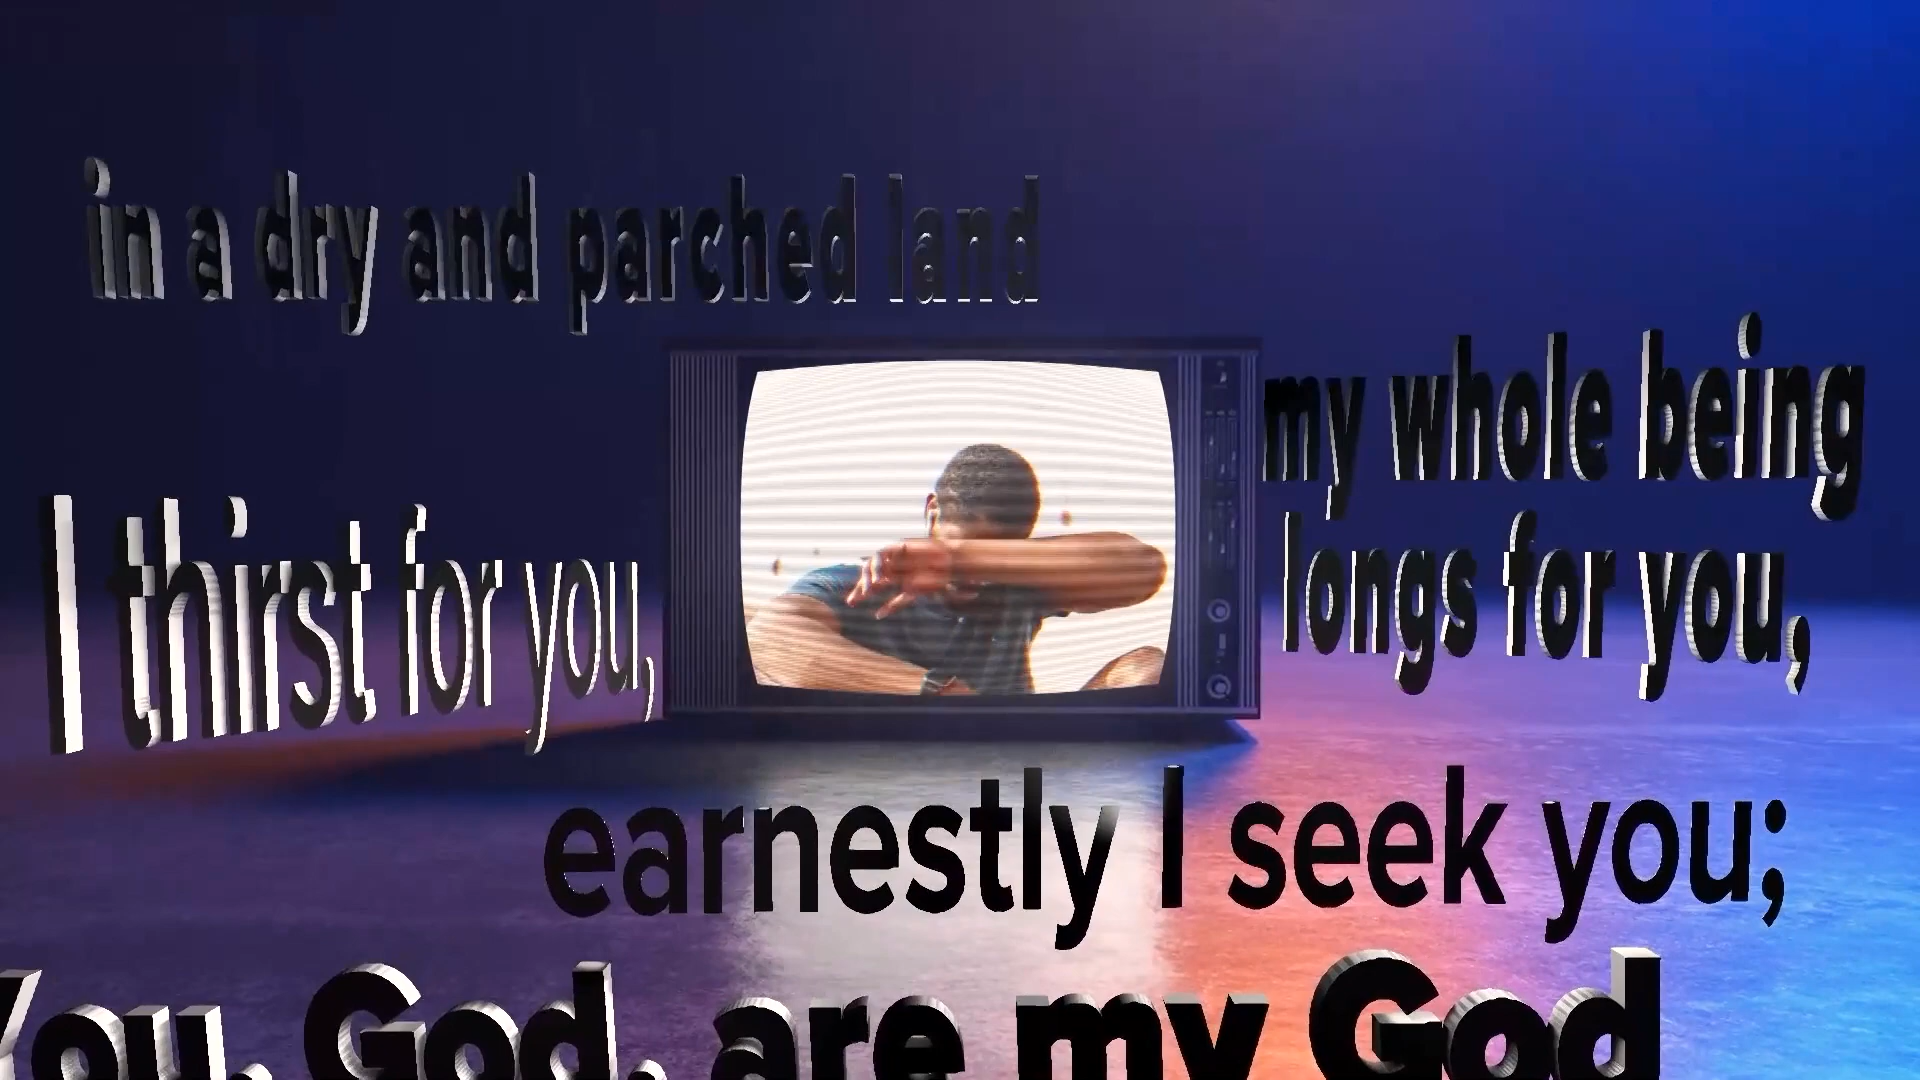 in a dry and parched land
my whole being
longs for you,
I thirst for you,
earnestly I seek you;
You, God, are my God